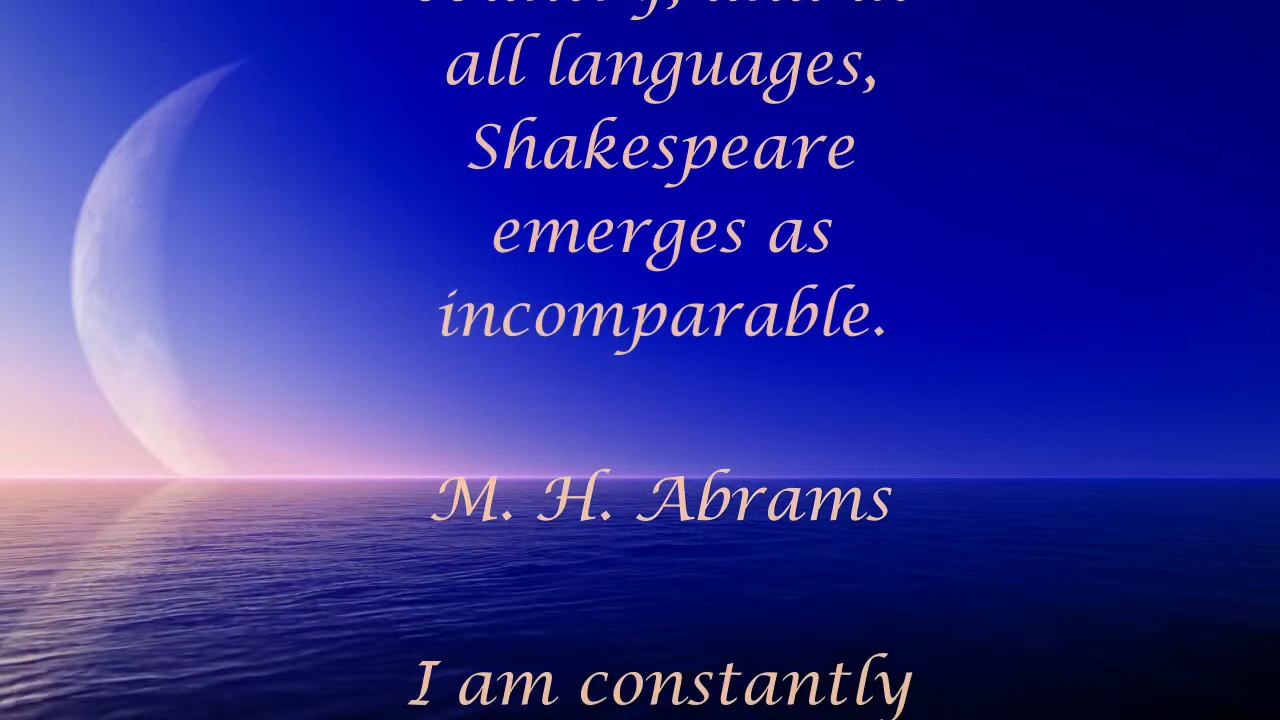 all languages,
Shakespeare
emerges as
incomparable.
M. H. Abrams
I am constantly